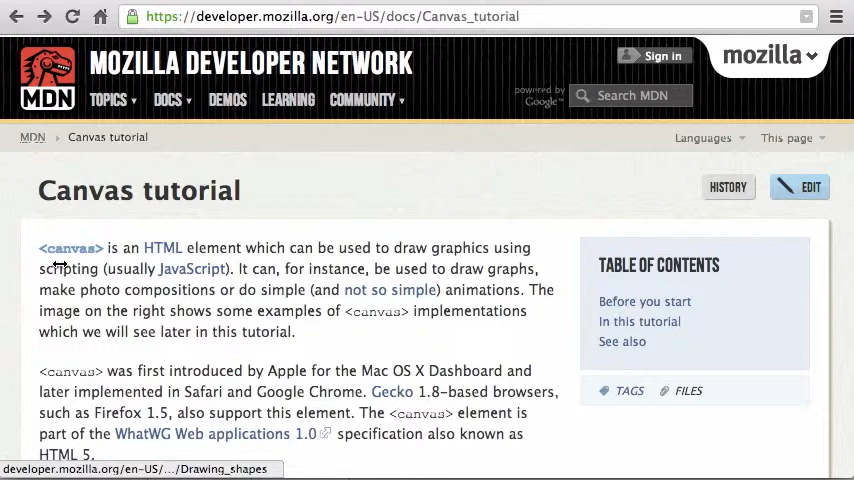 https://developer.mozilla.org/en-US/docs/Canvas_tutorial
MDN
MOZILLA DEVELOPER NETWORK
Sign in
mozilla
TOPICS DOCS DEMOS LEARNING COMMUNITY
powered by Google™
Search MDN
MDN › Canvas tutorial
Languages This page
Canvas tutorial
HISTORY EDIT
<canvas> is an HTML element which can be used to draw graphics using
scripting (usually JavaScript). It can, for instance, be used to draw graphs,
make photo compositions or do simple (and not so simple) animations. The
image on the right shows some examples of <canvas> implementations
which we will see later in this tutorial.
<canvas> was first introduced by Apple for the Mac OS X Dashboard and
later implemented in Safari and Google Chrome. Gecko 1.8-based browsers,
such as Firefox 1.5, also support this element. The <canvas> element is
part of the WhatWG Web applications 1.0 specification also known as
HTML 5.
TABLE OF CONTENTS
Before you start
In this tutorial
See also
TAGS FILES
developer.mozilla.org/en-US/.../Drawing_shapes